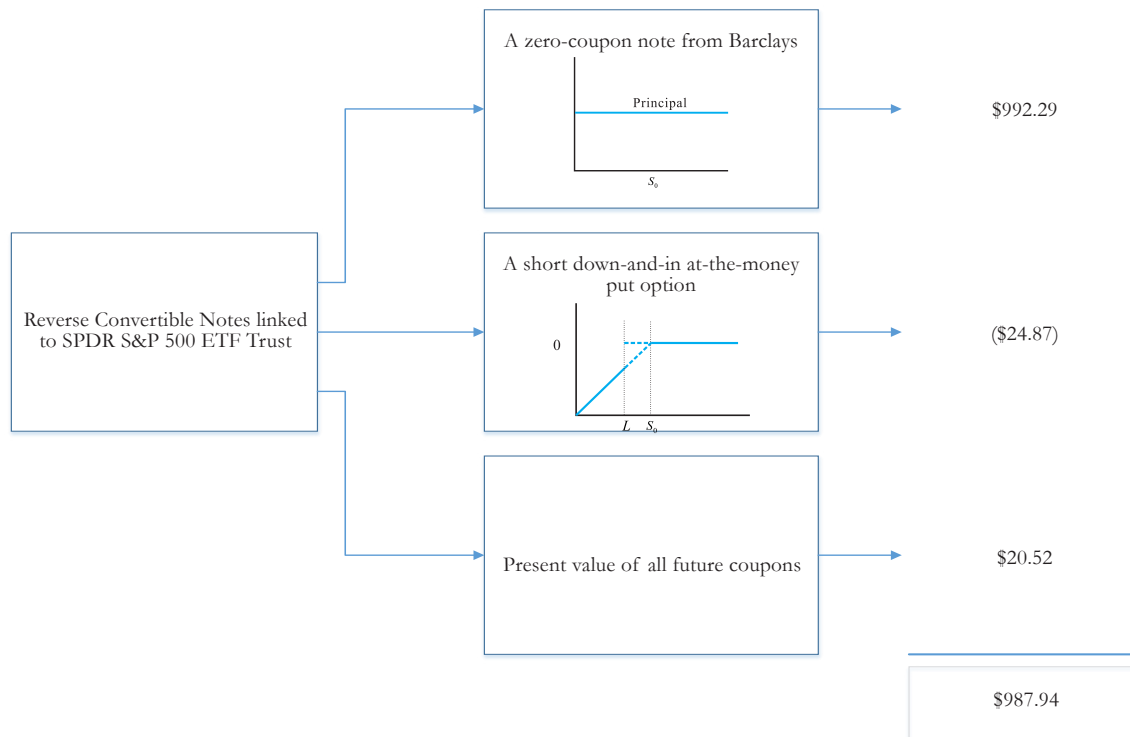 A zero-coupon note from Barclays
Principal
S₀
$992.29
Reverse Convertible Notes linked
to SPDR S&P 500 ETF Trust
A short down-and-in at-the-money
put option
0
L S₀
($24.87)
Present value of all future coupons
$20.52
$987.94